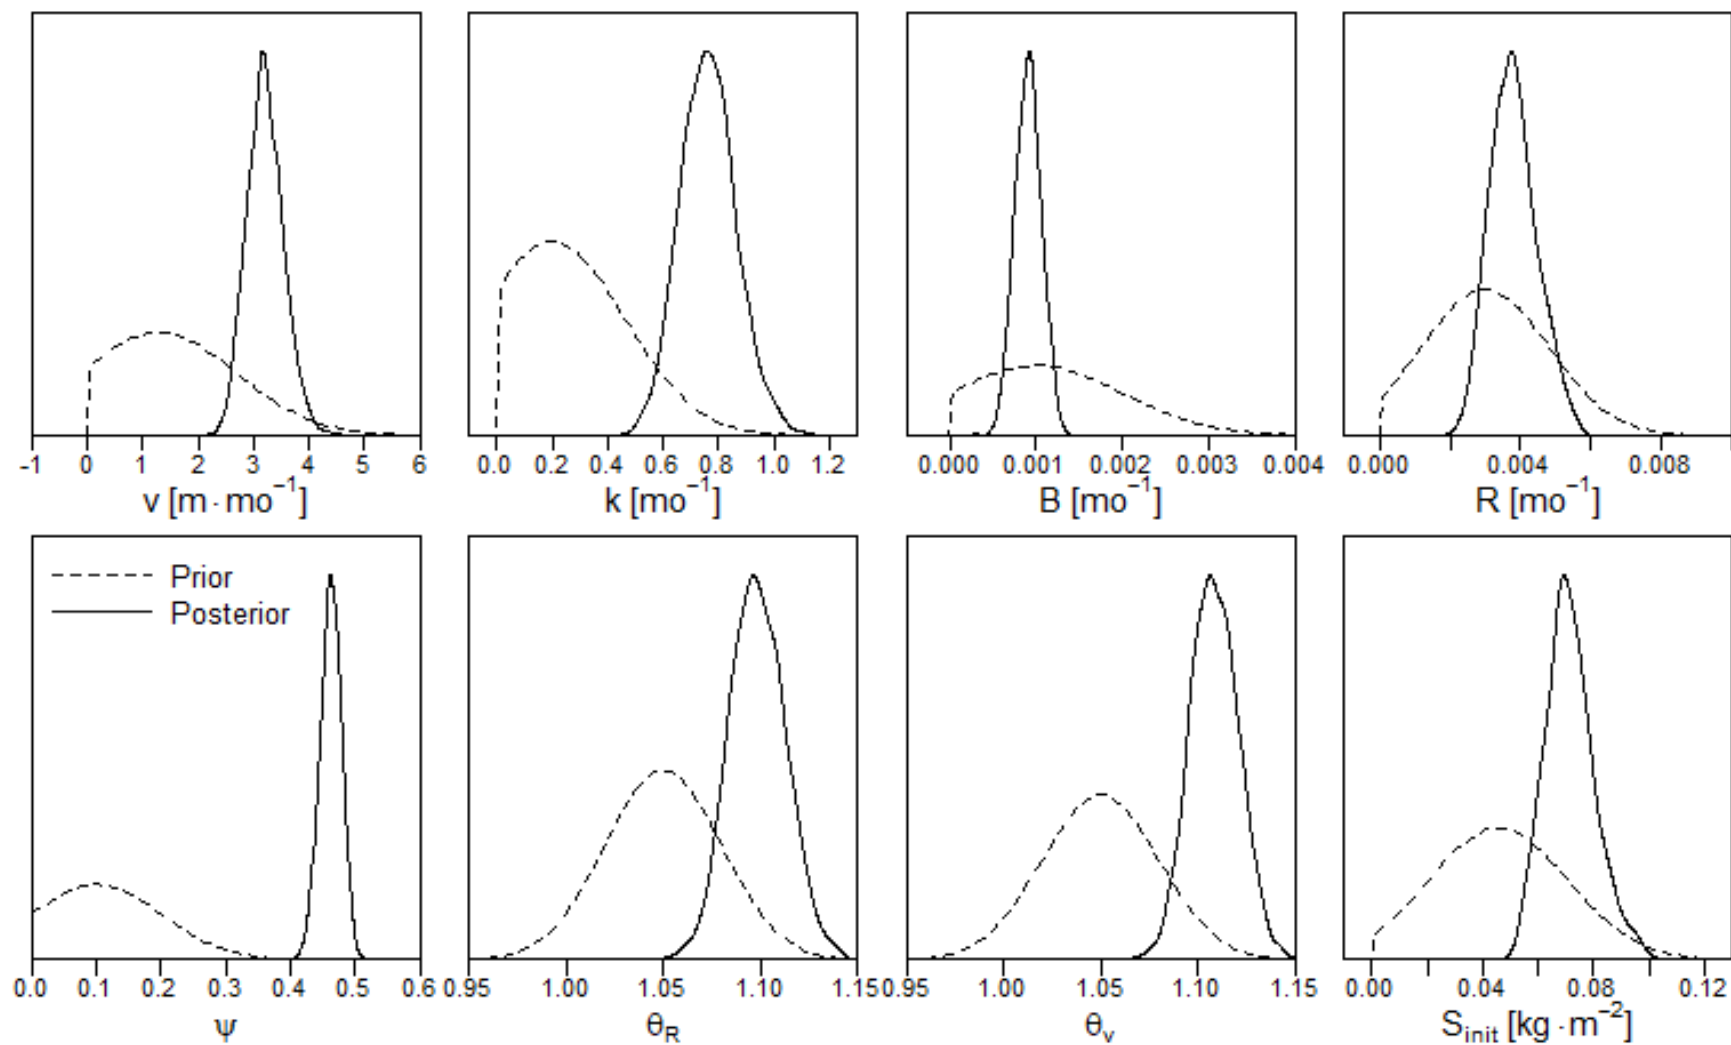 -1 0 1 2 3 4 5 6
0.0 0.2 0.4 0.6 0.8 1.0 1.2
0.000 0.001 0.002 0.003 0.004
0.000 0.004 0.008
v [m · mo⁻¹]
k [mo⁻¹]
B [mo⁻¹]
R [mo⁻¹]
Prior
Posterior
0.0 0.1 0.2 0.3 0.4 0.5 0.6
0.95 1.00 1.05 1.10 1.15
0.95 1.00 1.05 1.10 1.15
0.00 0.04 0.08 0.12
ψ
θ_R
θ_v
S_init [kg · m⁻²]